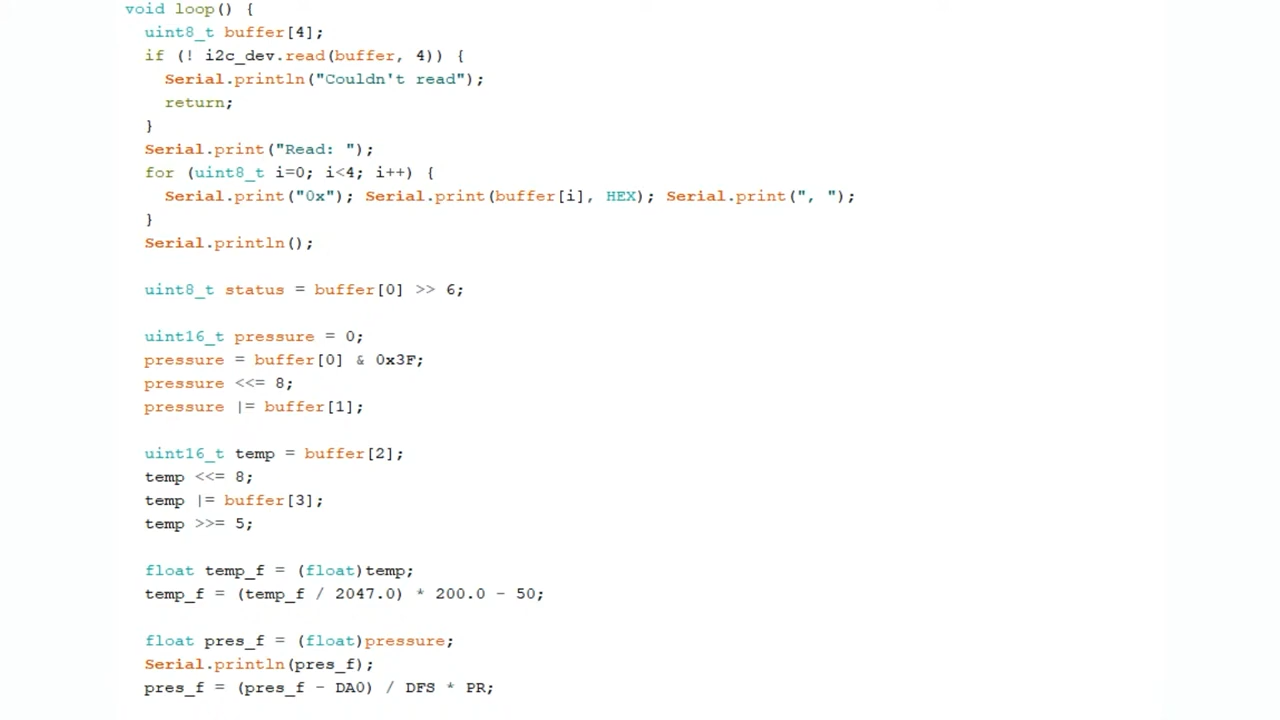 void loop() {
uint8_t buffer[4];
if (! i2c_dev.read(buffer, 4)) {
Serial.println("Couldn't read");
return;
}
Serial.print("Read: ");
for (uint8_t i=0; i<4; i++) {
Serial.print("0x"); Serial.print(buffer[i], HEX); Serial.print(", ");
}
Serial.println();
uint8_t status = buffer[0] >> 6;
uint16_t pressure = 0;
pressure = buffer[0] & 0x3F;
pressure <<= 8;
pressure |= buffer[1];
uint16_t temp = buffer[2];
temp <<= 8;
temp |= buffer[3];
temp >>= 5;
float temp_f = (float)temp;
temp_f = (temp_f / 2047.0) * 200.0 - 50;
float pres_f = (float)pressure;
Serial.println(pres_f);
pres_f = (pres_f - DA0) / DFS * PR;